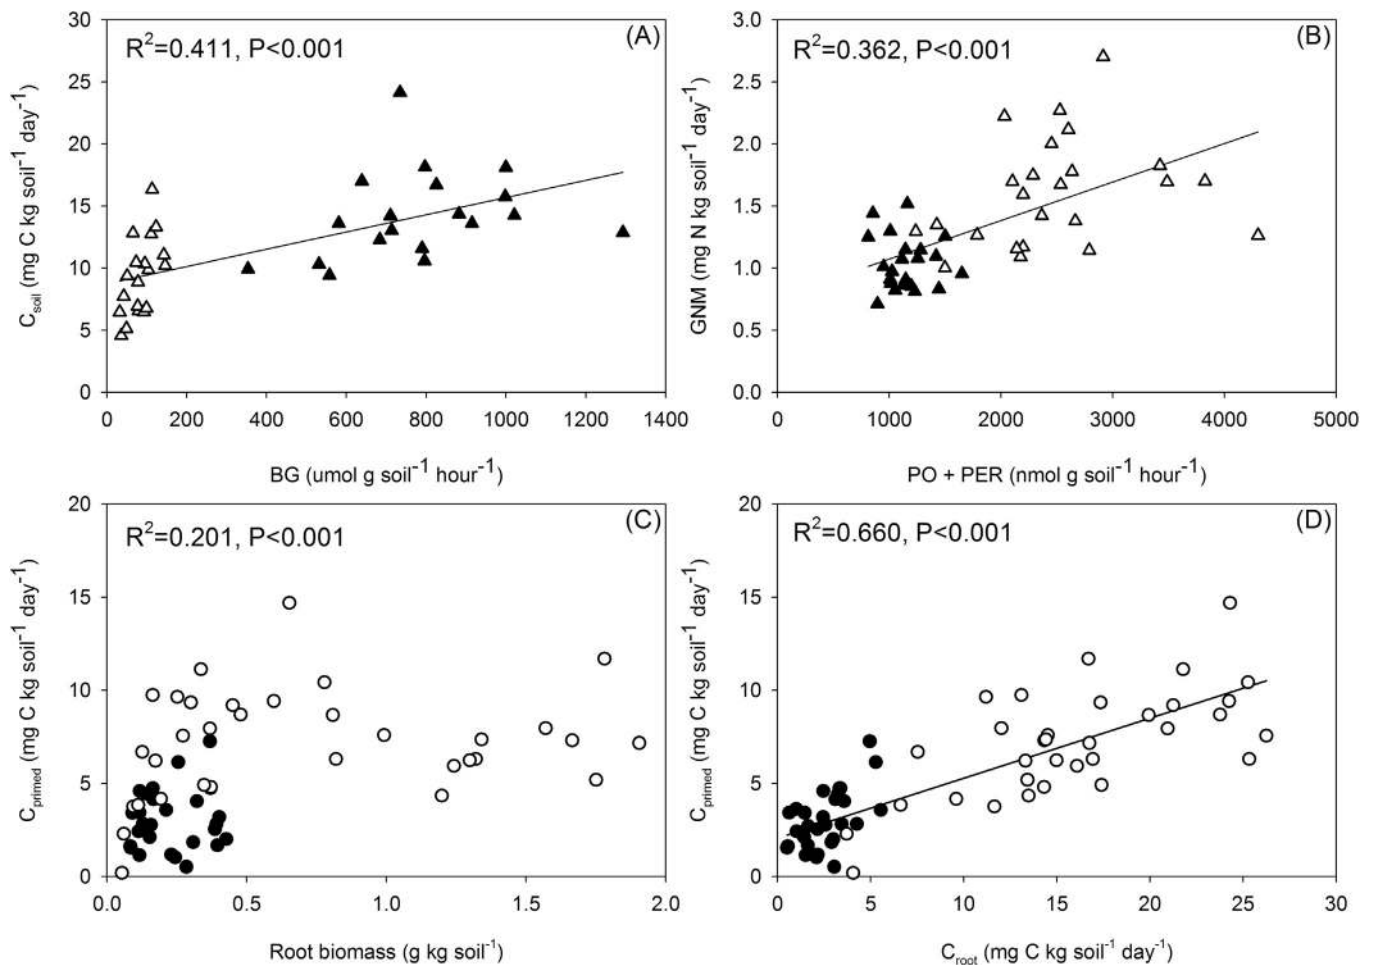 R²=0.411, P<0.001
(A)
30
25
20
15
10
5
0
C_soil (mg C kg soil⁻¹ day⁻¹)
0 200 400 600 800 1000 1200 1400
BG (umol g soil⁻¹ hour⁻¹)
R²=0.362, P<0.001
(B)
3.0
2.5
2.0
1.5
1.0
0.5
0.0
GNM (mg N kg soil⁻¹ day⁻¹)
0 1000 2000 3000 4000 5000
PO + PER (nmol g soil⁻¹ hour⁻¹)
R²=0.201, P<0.001
(C)
20
15
10
5
0
C_primed (mg C kg soil⁻¹ day⁻¹)
0.0 0.5 1.0 1.5 2.0
Root biomass (g kg soil⁻¹)
R²=0.660, P<0.001
(D)
20
15
10
5
0
C_primed (mg C kg soil⁻¹ day⁻¹)
0 5 10 15 20 25 30
C_root (mg C kg soil⁻¹ day⁻¹)